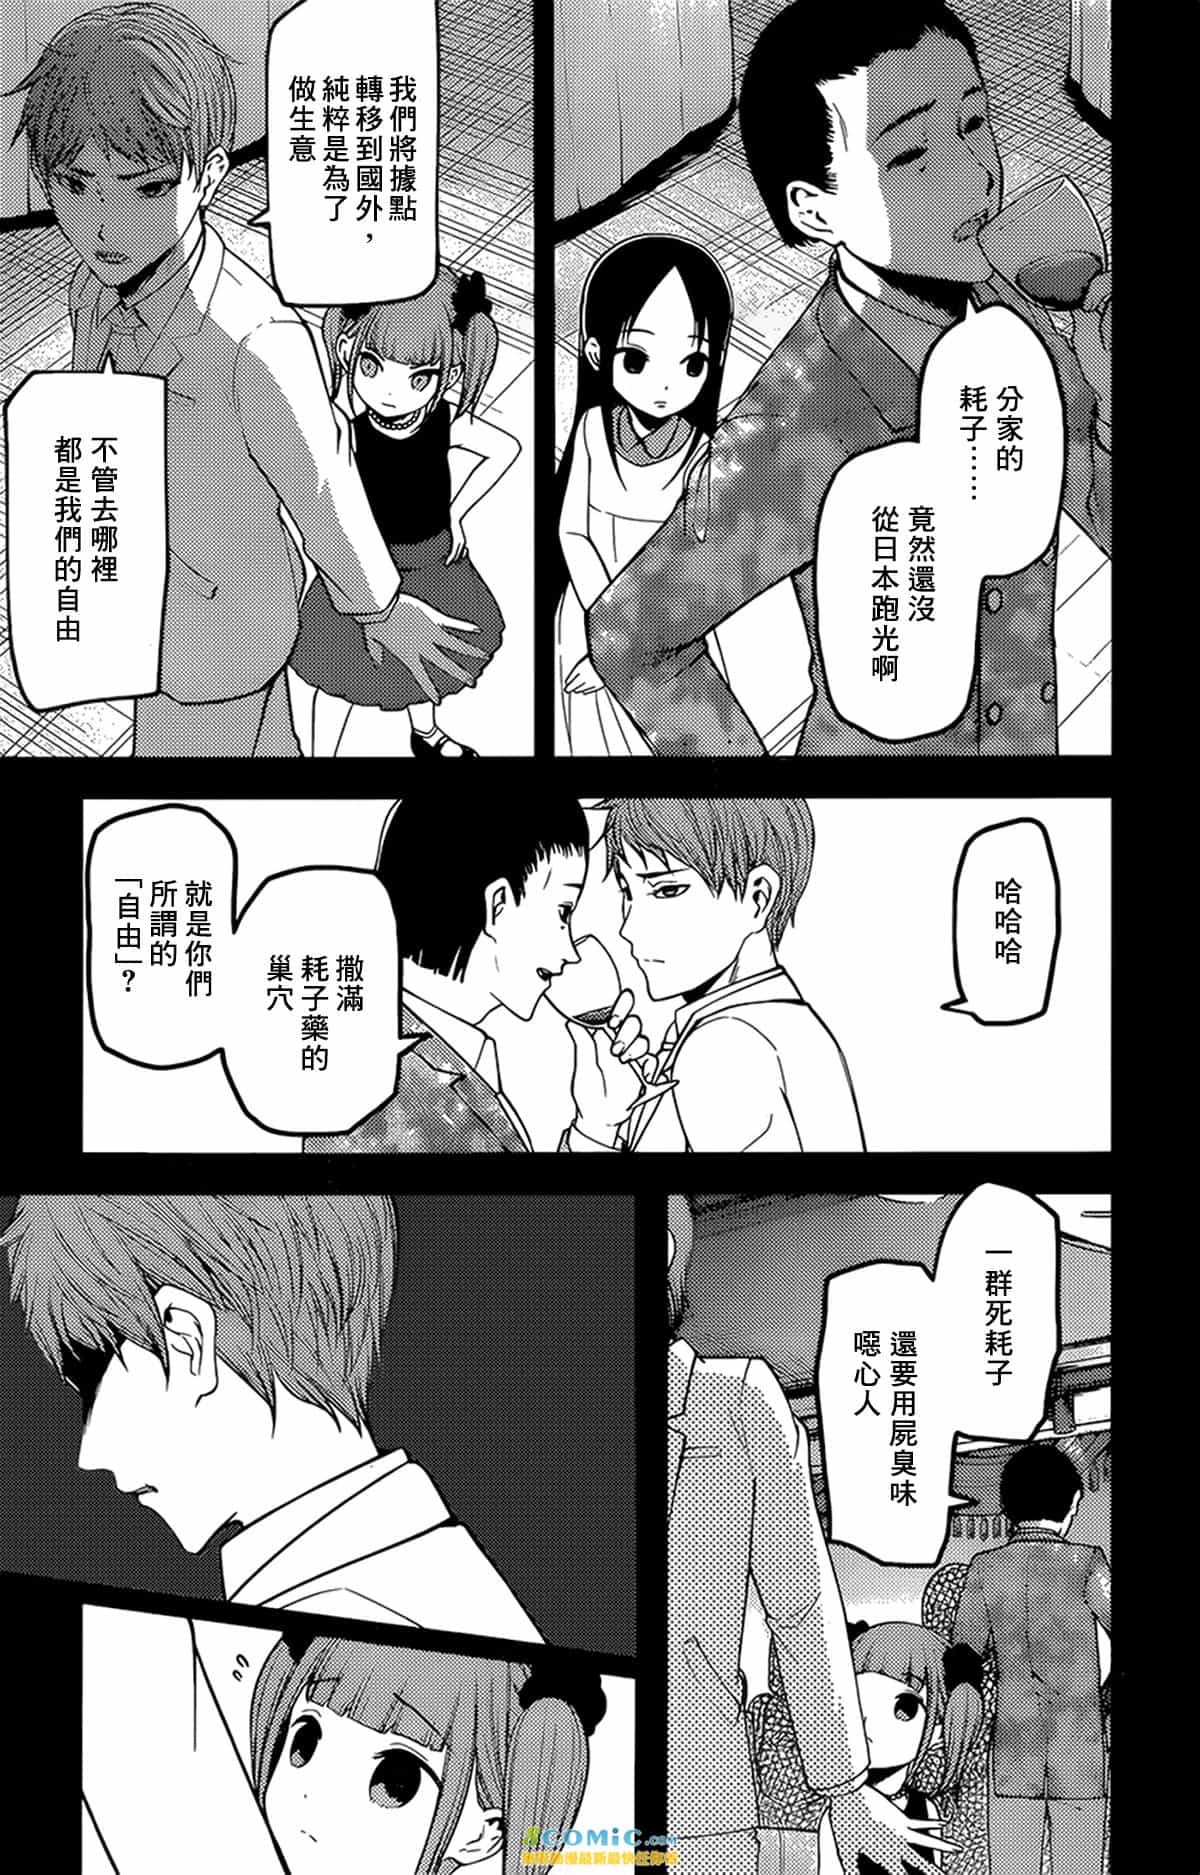 分家的
耗子……
竟然還沒
從日本跑光啊
我們將據點
轉移到國外，
純粹是為了
做生意
不管去哪裡
都是我們的自由
哈哈哈
撒滿
耗子藥的
巢穴
就是你們
所謂的
「自由」?
一群死耗子
還要用屍臭味
噁心人
8COMiC.COM